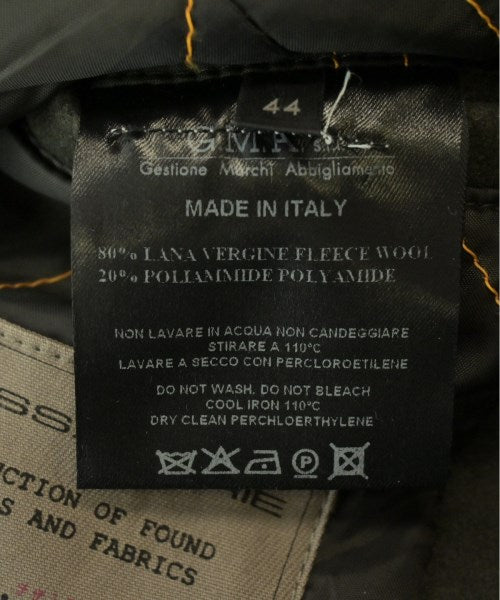 44
GMA s.r.l.
Gestione Marchi Abbigliamento
MADE IN ITALY
80% LANA VERGINE FLEECE WOOL
20% POLIAMMIDE POLYAMIDE
NON LAVARE IN ACQUA NON CANDEGGIARE
STIRARE A 110°C
LAVARE A SECCO CON PERCLOROETILENE
DO NOT WASH. DO NOT BLEACH
COOL IRON 110°C
DRY CLEAN PERCHLOERTHYLENE
P
UCTION OF FOUND
S AND FABRICS